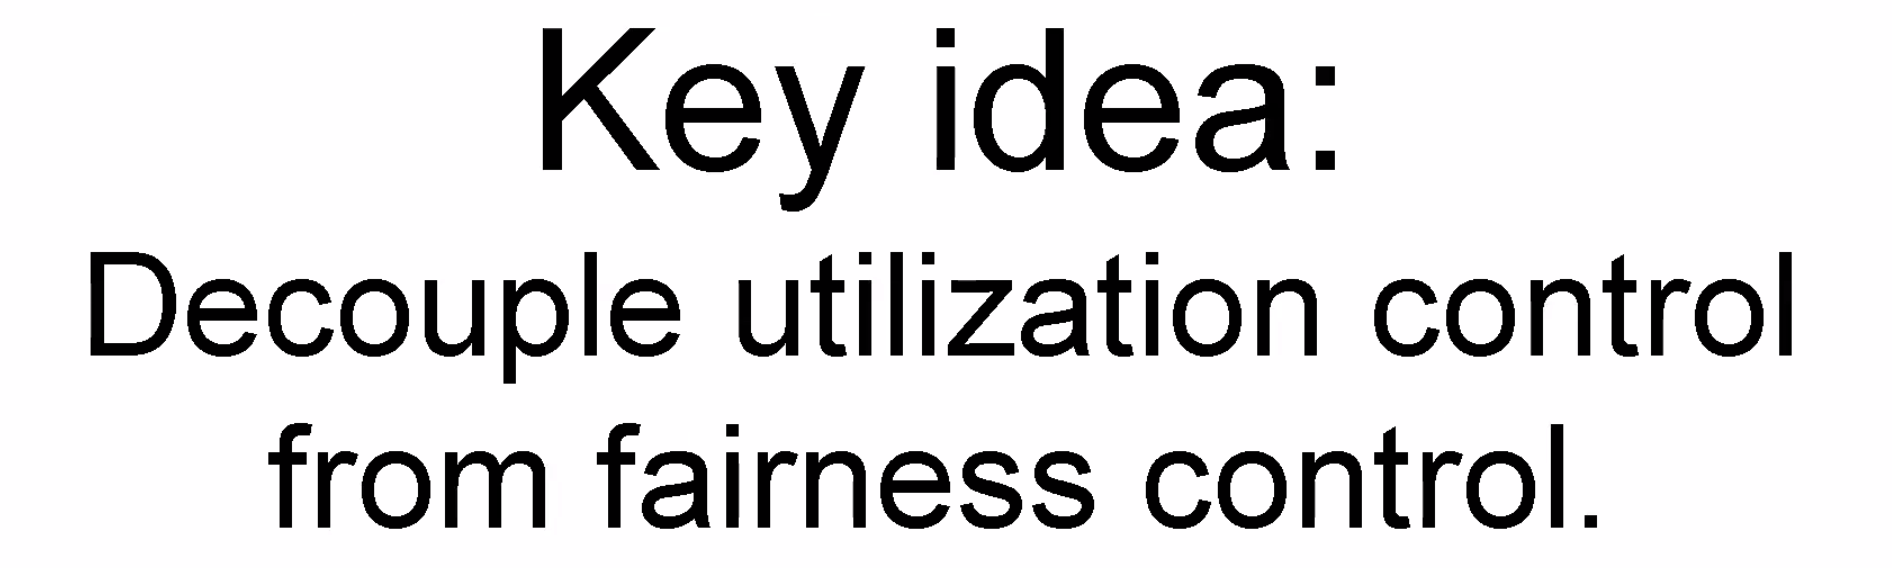 Key idea:
Decouple utilization control
from fairness control.